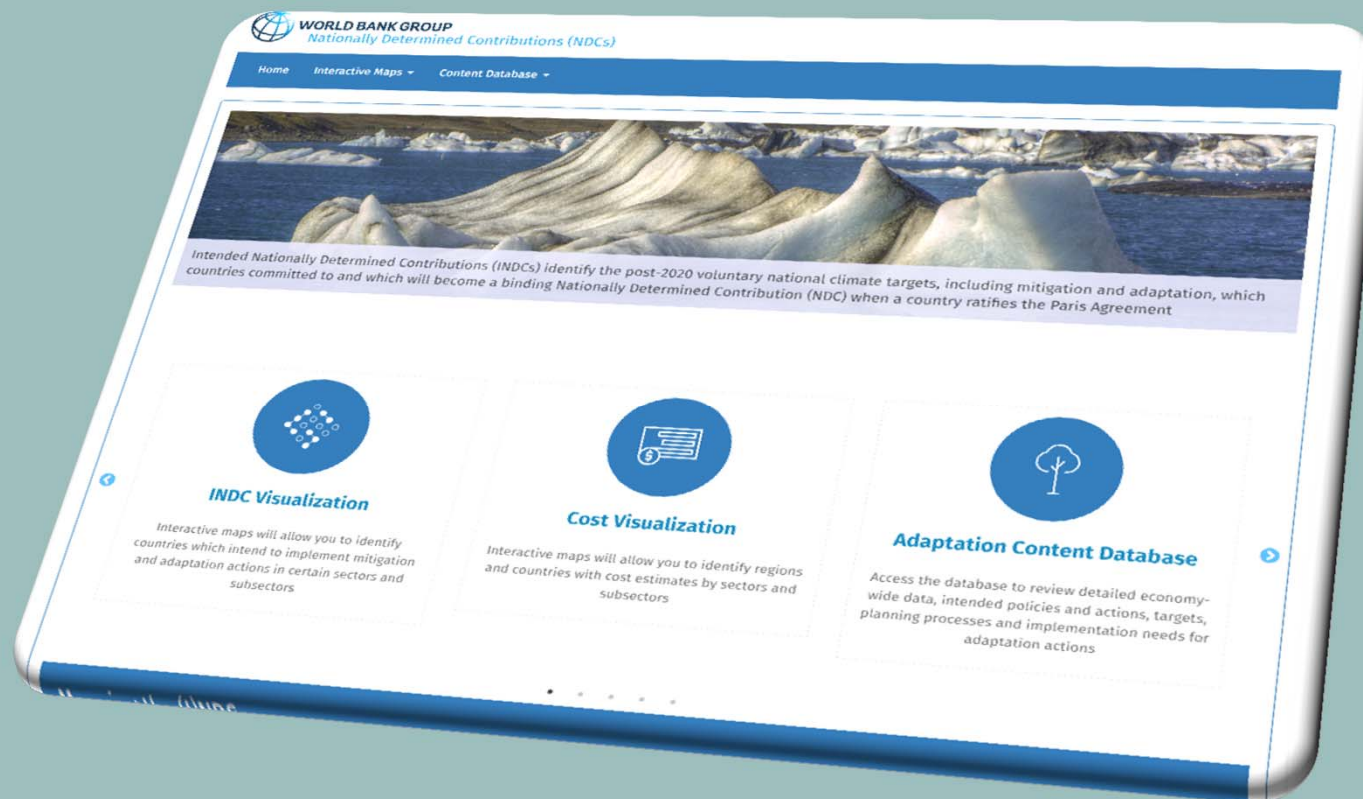 WORLD BANK GROUP
Nationally Determined Contributions (NDCs)
Home Interactive Maps Content Database
Intended Nationally Determined Contributions (INDCs) identify the post-2020 voluntary national climate targets, including mitigation and adaptation, which
countries committed to and which will become a binding Nationally Determined Contribution (NDC) when a country ratifies the Paris Agreement
INDC Visualization
Interactive maps will allow you to identify
countries which intend to implement mitigation
and adaptation actions in certain sectors and
subsectors
Cost Visualization
Interactive maps will allow you to identify regions
and countries with cost estimates by sectors and
subsectors
Adaptation Content Database
Access the database to review detailed economy-
wide data, intended policies and actions, targets,
planning processes and implementation needs for
adaptation actions